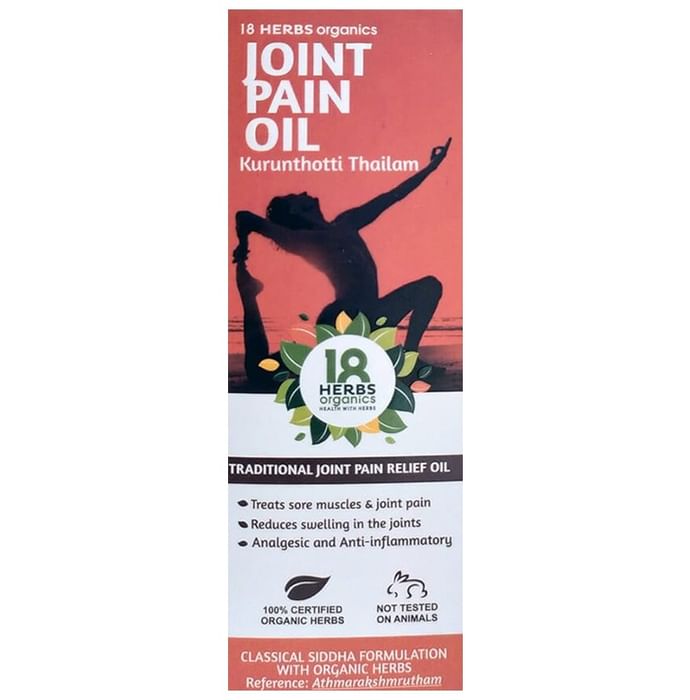 18 HERBS organics
JOINT
PAIN
OIL
Kurunthotti Thailam
18
HERBS
organics
HEALTH WITH HERBS
TRADITIONAL JOINT PAIN RELIEF OIL
Treats sore muscles & joint pain
Reduces swelling in the joints
Analgesic and Anti-inflammatory
100% CERTIFIED
ORGANIC HERBS
NOT TESTED
ON ANIMALS
CLASSICAL SIDDHA FORMULATION
WITH ORGANIC HERBS
Reference: Athmarakshmrutham